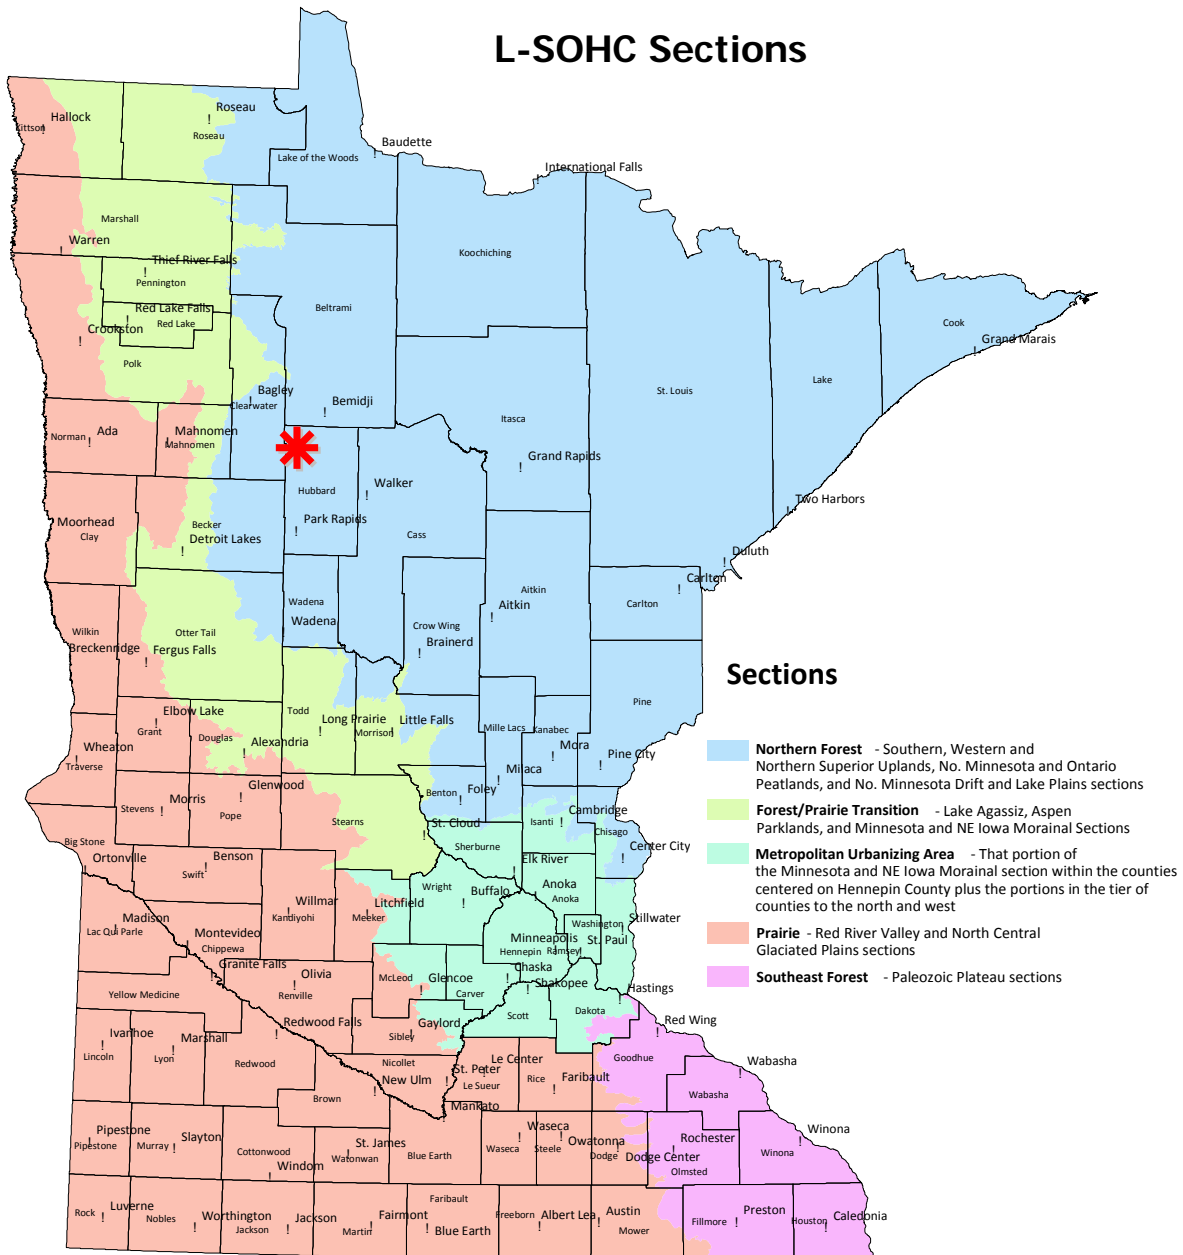 L-SOHC Sections
Roseau
Hallock
Kittson
Roseau
Baudette
Lake of the Woods
International Falls
Marshall
Warren
Koochiching
Thief River Falls
Pennington
Beltrami
Red Lake Falls
Red Lake
Crookston
Cook
Grand Marais
Polk
Lake
St. Louis
Bagley
Clearwater
Bemidji
Itasca
Ada
Norman
Mahnomen
Mahnomen
Grand Rapids
Walker
Hubbard
Two Harbors
Moorhead
Clay
Becker
Detroit Lakes
Park Rapids
Cass
Duluth
Carlton
Aitkin
Aitkin
Carlton
Wadena
Wadena
Crow Wing
Brainerd
Wilkin
Breckenridge
Otter Tail
Fergus Falls
Sections
Pine
Elbow Lake
Grant
Todd
Long Prairie
Morrison
Little Falls
Mille Lacs
Kanabec
Mora
Pine City
Douglas
Alexandria
Wheaton
Traverse
Northern Forest - Southern, Western and
Northern Superior Uplands, No. Minnesota and Ontario
Peatlands, and No. Minnesota Drift and Lake Plains sections
Milaca
Glenwood
Morris
Stevens
Pope
Benton
Foley
Cambridge
Isanti
Chisago
Stearns
St. Cloud
Forest/Prairie Transition - Lake Agassiz, Aspen
Parklands, and Minnesota and NE Iowa Morainal Sections
Big Stone
Ortonville
Benson
Swift
Sherburne
Elk River
Center City
Metropolitan Urbanizing Area - That portion of
the Minnesota and NE Iowa Morainal section within the counties
centered on Hennepin County plus the portions in the tier of
counties to the north and west
Wright
Buffalo
Anoka
Anoka
Willmar
Kandiyohi
Litchfield
Meeker
Madison
Lac Qui Parle
Montevideo
Chippewa
Stillwater
Washington
Minneapolis
Hennepin
Ramsey
St. Paul
Prairie - Red River Valley and North Central
Glaciated Plains sections
Granite Falls
Olivia
Renville
McLeod
Glencoe
Carver
Chaska
Shakopee
Southeast Forest - Paleozoic Plateau sections
Hastings
Yellow Medicine
Scott
Dakota
Red Wing
Redwood Falls
Gaylord
Sibley
Ivanhoe
Lincoln
Marshall
Lyon
Redwood
Nicollet
New Ulm
St. Peter
Le Sueur
Le Center
Rice
Faribault
Goodhue
Wabasha
Wabasha
Brown
Mankato
Pipestone
Pipestone
Murray
Slayton
Cottonwood
Windom
St. James
Watonwan
Blue Earth
Waseca
Waseca
Steele
Owatonna
Dodge
Dodge Center
Rochester
Olmsted
Winona
Winona
Rock
Luverne
Nobles
Worthington
Jackson
Jackson
Martin
Fairmont
Faribault
Blue Earth
Freeborn
Albert Lea
Austin
Mower
Fillmore
Preston
Houston
Caledonia